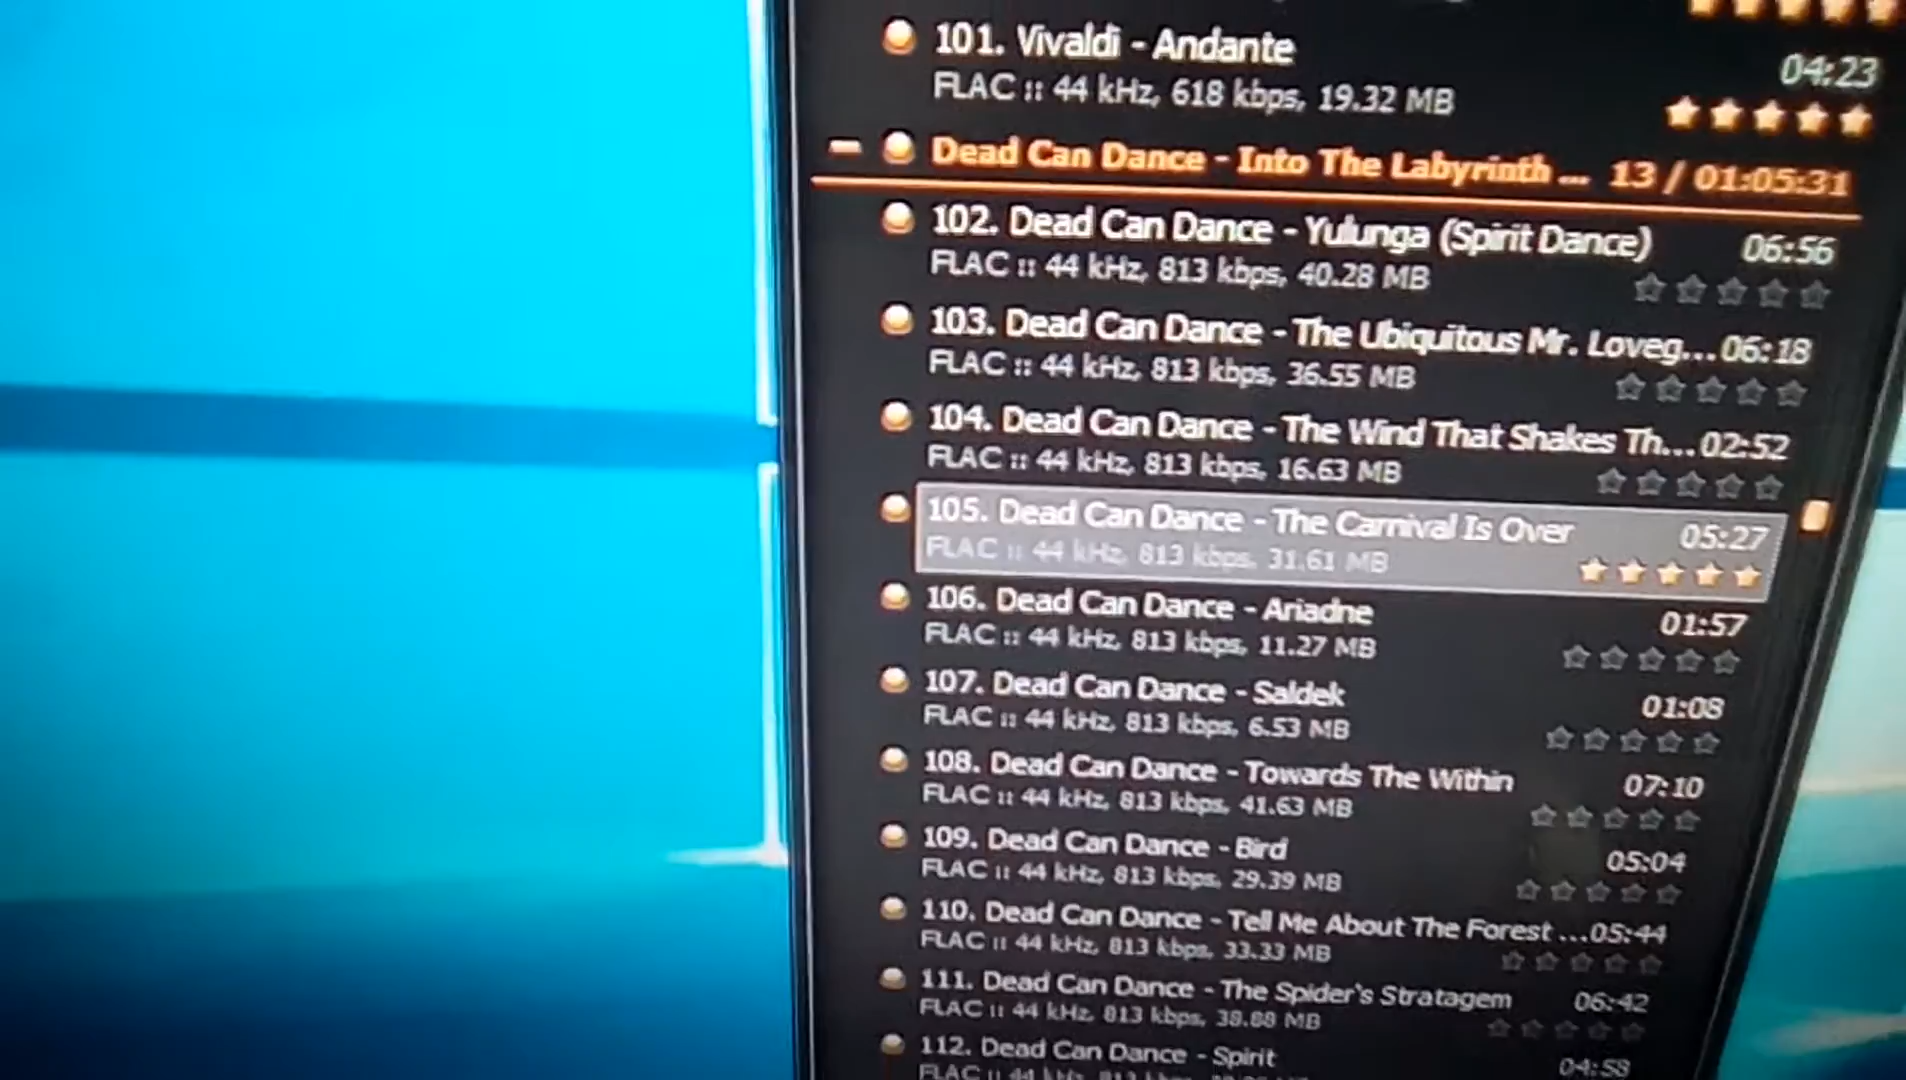 101. Vivaldi - Andante
04:23
FLAC :: 44 kHz, 618 kbps, 19.32 MB
Dead Can Dance - Into The Labyrinth ... 13 / 01:05:31
102. Dead Can Dance - Yulunga (Spirit Dance) 06:56
FLAC :: 44 kHz, 813 kbps, 40.28 MB
103. Dead Can Dance - The Ubiquitous Mr. Loveg... 06:18
FLAC :: 44 kHz, 813 kbps, 36.55 MB
104. Dead Can Dance - The Wind That Shakes Th... 02:52
FLAC :: 44 kHz, 813 kbps, 16.63 MB
105. Dead Can Dance - The Carnival Is Over 05:27
FLAC :: 44 kHz, 813 kbps, 31.61 MB
106. Dead Can Dance - Ariadne 01:57
FLAC :: 44 kHz, 813 kbps, 11.27 MB
107. Dead Can Dance - Saldek 01:08
FLAC :: 44 kHz, 813 kbps, 6.53 MB
108. Dead Can Dance - Towards The Within 07:10
FLAC :: 44 kHz, 813 kbps, 41.63 MB
109. Dead Can Dance - Bird 05:04
FLAC :: 44 kHz, 813 kbps, 29.39 MB
110. Dead Can Dance - Tell Me About The Forest ... 05:44
FLAC :: 44 kHz, 813 kbps, 33.33 MB
111. Dead Can Dance - The Spider's Stratagem 06:42
FLAC :: 44 kHz, 813 kbps, 38.88 MB
112. Dead Can Dance - Spirit 04:58
FLAC :: 44 kHz, 813 kbps,